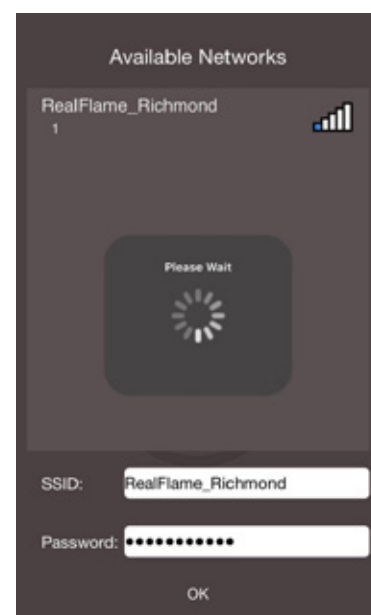 Available Networks
RealFlame_Richmond
1
Please Wait
SSID: RealFlame_Richmond
Password: •••••••••••
OK